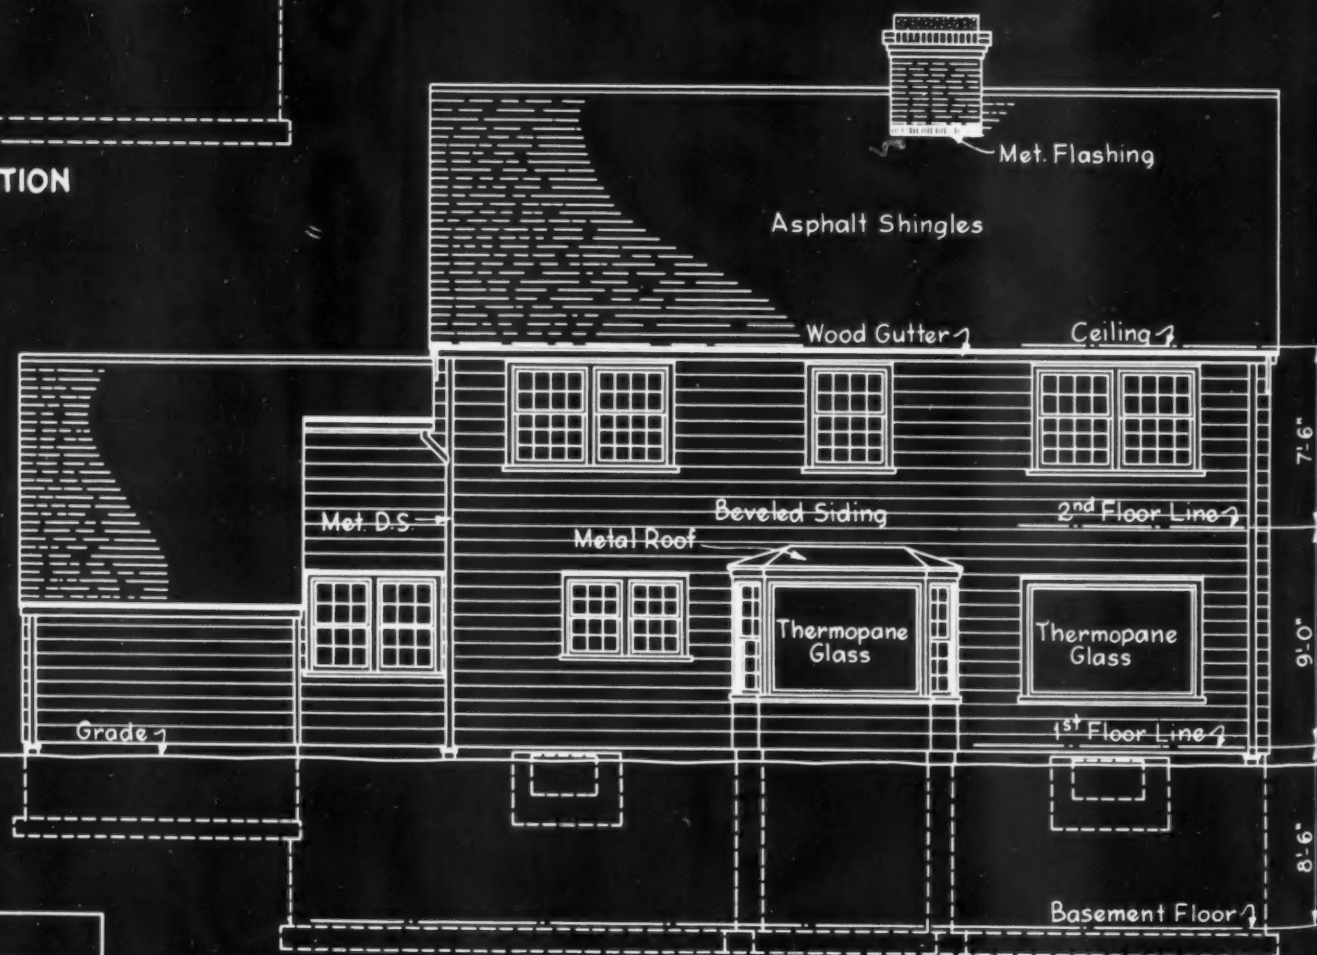 TION
Met. Flashing
Asphalt Shingles
Wood Gutter
Ceiling
7'-6"
Met. D.S.
Beveled Siding
2nd Floor Line
Metal Roof
Thermopane
Glass
Thermopane
Glass
9'-0"
Grade
1st Floor Line
8'-6"
Basement Floor